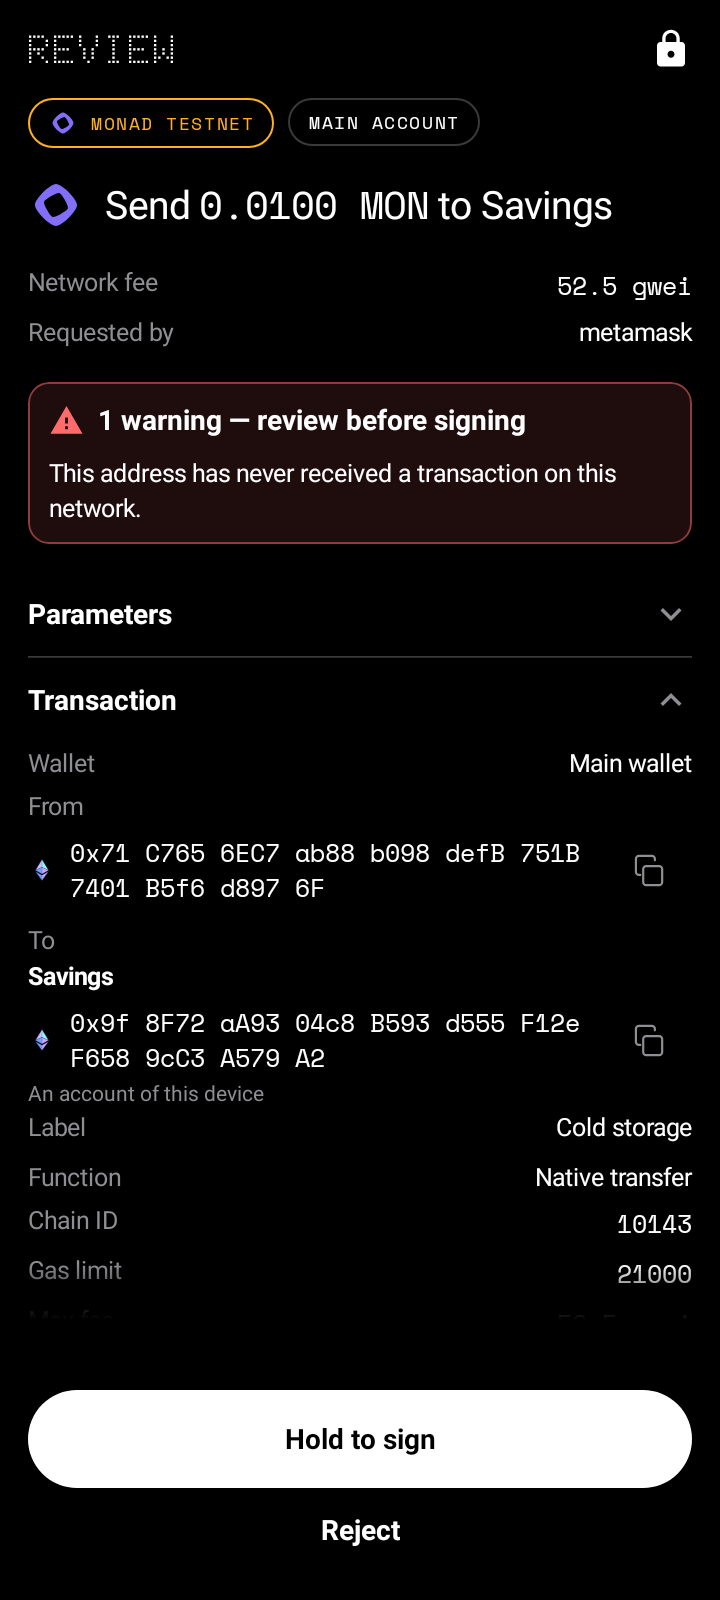 REVIEW
MONAD TESTNET
MAIN ACCOUNT
Send 0.0100 MON to Savings
Network fee
52.5 gwei
Requested by
metamask
1 warning — review before signing
This address has never received a transaction on this
network.
Parameters
Transaction
Wallet
Main wallet
From
0x71 C765 6EC7 ab88 b098 defB 751B
7401 B5f6 d897 6F
To
Savings
0x9f 8F72 aA93 04c8 B593 d555 F12e
F658 9cC3 A579 A2
An account of this device
Label
Cold storage
Function
Native transfer
Chain ID
10143
Gas limit
21000
Hold to sign
Reject